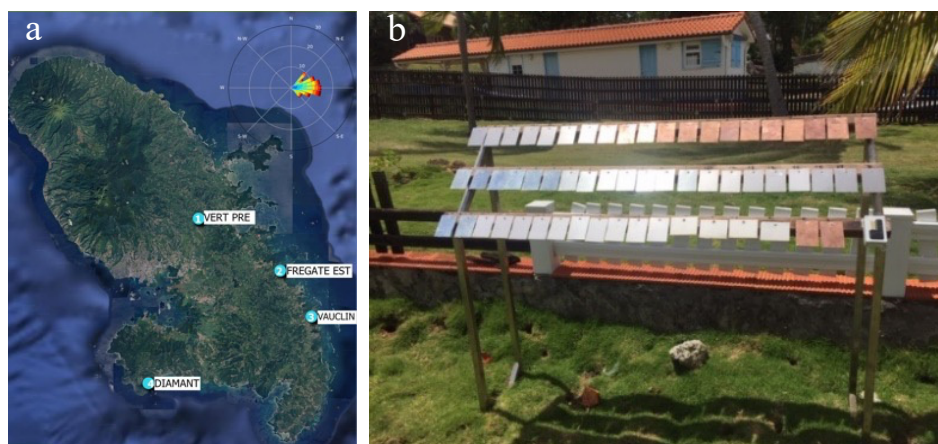 a
b
N
N-W
N-E
W
E
S-W
S-E
S
1 VERT PRE
2 FREGATE EST
3 VAUCLIN
4 DIAMANT